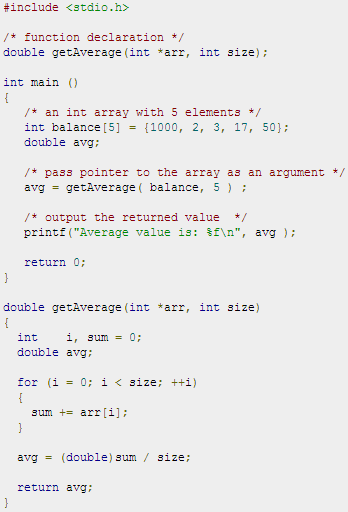 #include <stdio.h>

/* function declaration */
double getAverage(int *arr, int size);

int main ()
{
   /* an int array with 5 elements */
   int balance[5] = {1000, 2, 3, 17, 50};
   double avg;

   /* pass pointer to the array as an argument */
   avg = getAverage( balance, 5 ) ;

   /* output the returned value  */
   printf("Average value is: %f\n", avg );

   return 0;
}

double getAverage(int *arr, int size)
{
  int    i, sum = 0;
  double avg;

  for (i = 0; i < size; ++i)
  {
    sum += arr[i];
  }

  avg = (double)sum / size;

  return avg;
}